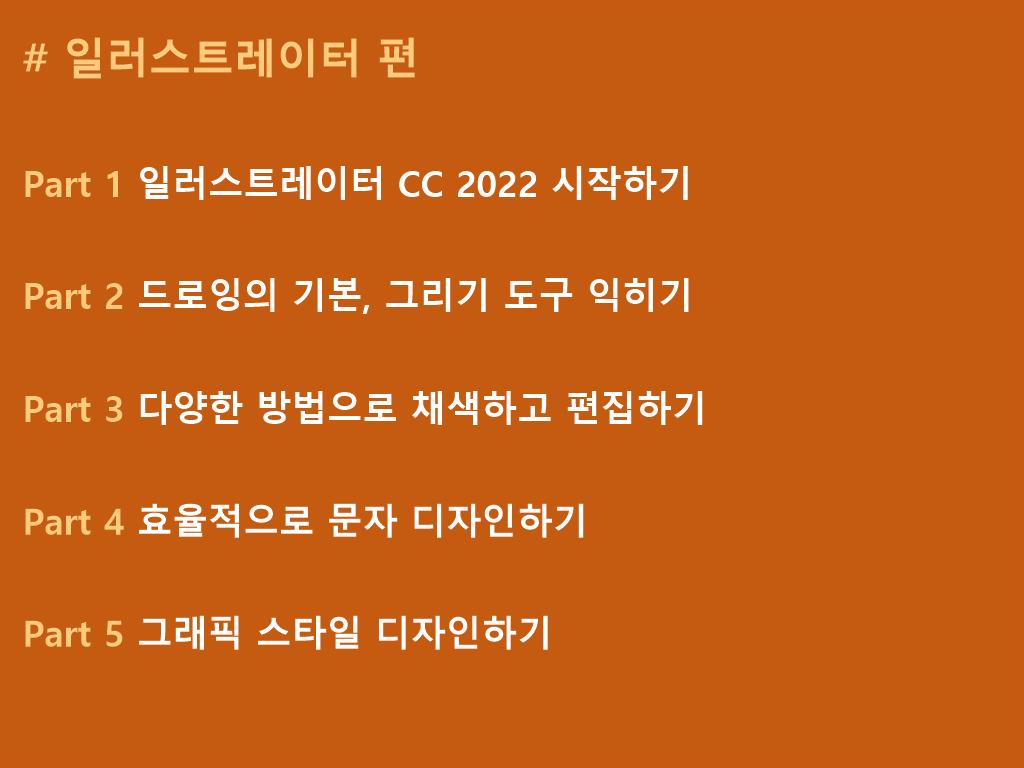 # 일러스트레이터 편
Part 1 일러스트레이터 CC 2022 시작하기
Part 2 드로잉의 기본, 그리기 도구 익히기
Part 3 다양한 방법으로 채색하고 편집하기
Part 4 효율적으로 문자 디자인하기
Part 5 그래픽 스타일 디자인하기